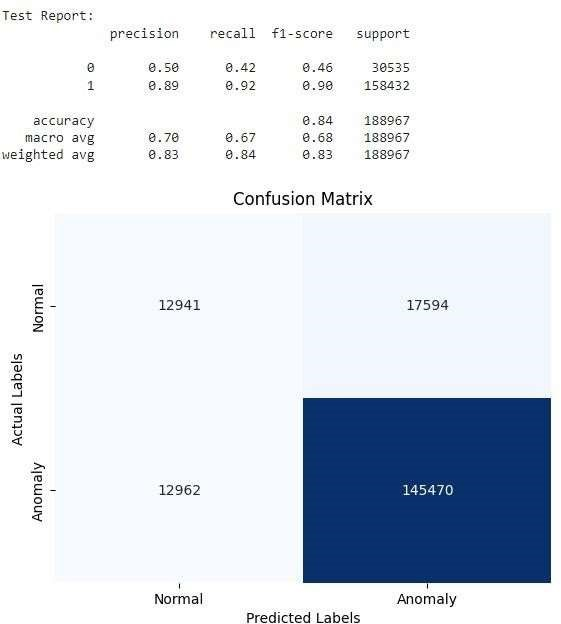 Test Report:
precision recall f1-score support
0 0.50 0.42 0.46 30535
1 0.89 0.92 0.90 158432
accuracy 0.84 188967
macro avg 0.70 0.67 0.68 188967
weighted avg 0.83 0.84 0.83 188967
Confusion Matrix
Actual Labels
Normal
12941 17594
Anomaly
12962 145470
Normal Anomaly
Predicted Labels